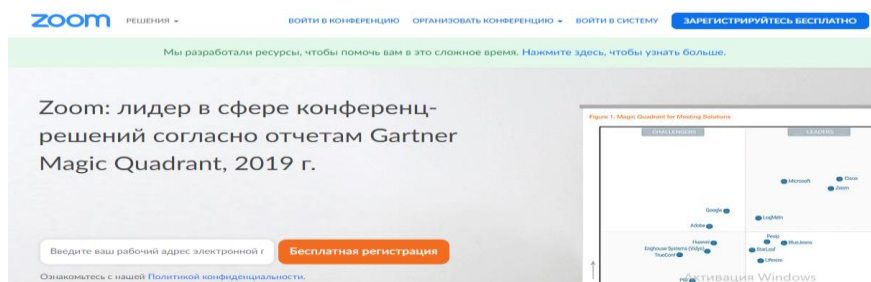 zoom РЕШЕНИЯ ВОЙТИ В КОНФЕРЕНЦИЮ ОРГАНИЗОВАТЬ КОНФЕРЕНЦИЮ ВОЙТИ В СИСТЕМУ ЗАРЕГИСТРИРУЙТЕСЬ БЕСПЛАТНО
Мы разработали ресурсы, чтобы помочь вам в это сложное время. Нажмите здесь, чтобы узнать больше.
Zoom: лидер в сфере конференц-
решений согласно отчетам Gartner
Magic Quadrant, 2019 г.
Введите ваш рабочий адрес электронной г Бесплатная регистрация
Ознакомьтесь с нашей Политикой конфиденциальности.
Figure 1. Magic Quadrant for Meeting Solutions
CHALLENGERS LEADERS
Microsoft Cisco
Zoom
Google
LogMeIn
Adobe
Pexip
Huawei BlueJeans
Enghouse Systems (Vidyo) StarLeaf
TrueConf
Lifesize
Активация Windows